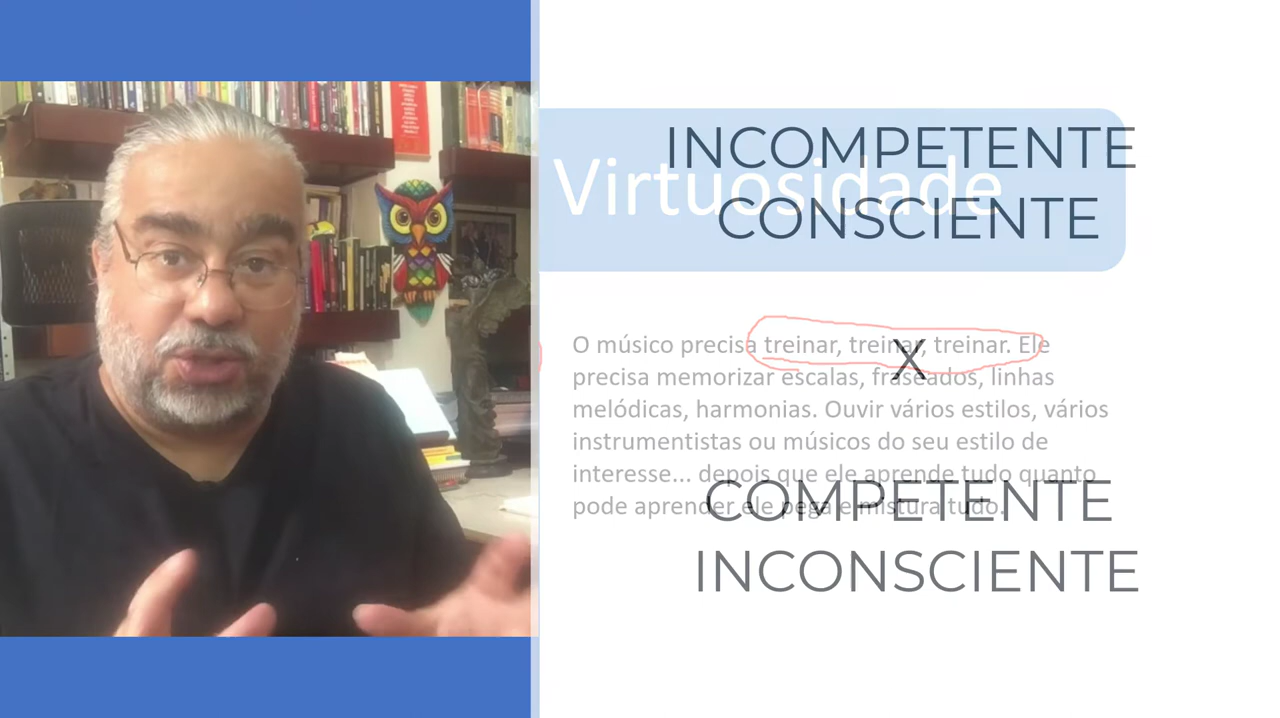 Virtuosidade
O músico precisa treinar, treinar, treinar. Ele
precisa memorizar escalas, fraseados, linhas
melódicas, harmonias. Ouvir vários estilos, vários
instrumentistas ou músicos do seu estilo de
interesse... depois que ele aprende tudo quanto
pode aprender ele pega e mistura tudo.
INCOMPETENTE
CONSCIENTE
X
COMPETENTE
INCONSCIENTE